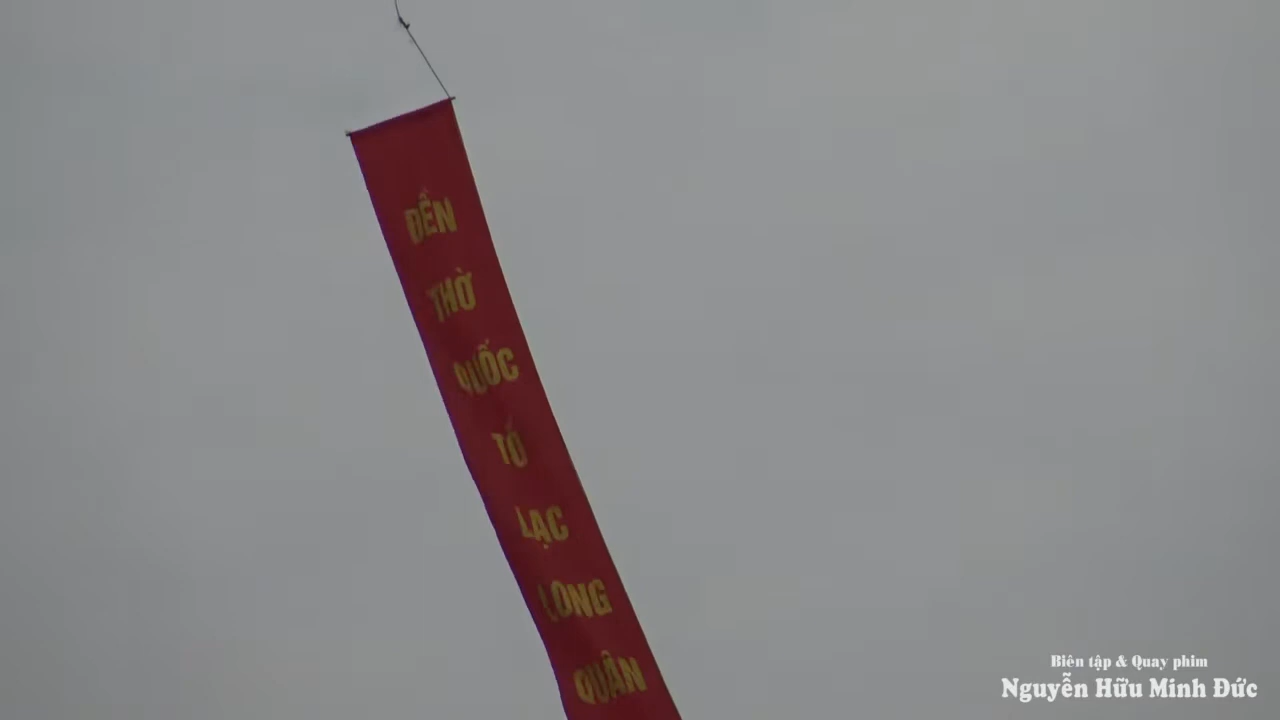 ĐỀN
THỜ
QUỐC
TỔ
LẠC
LONG
QUÂN
Biên tập & Quay phim
Nguyễn Hữu Minh Đức